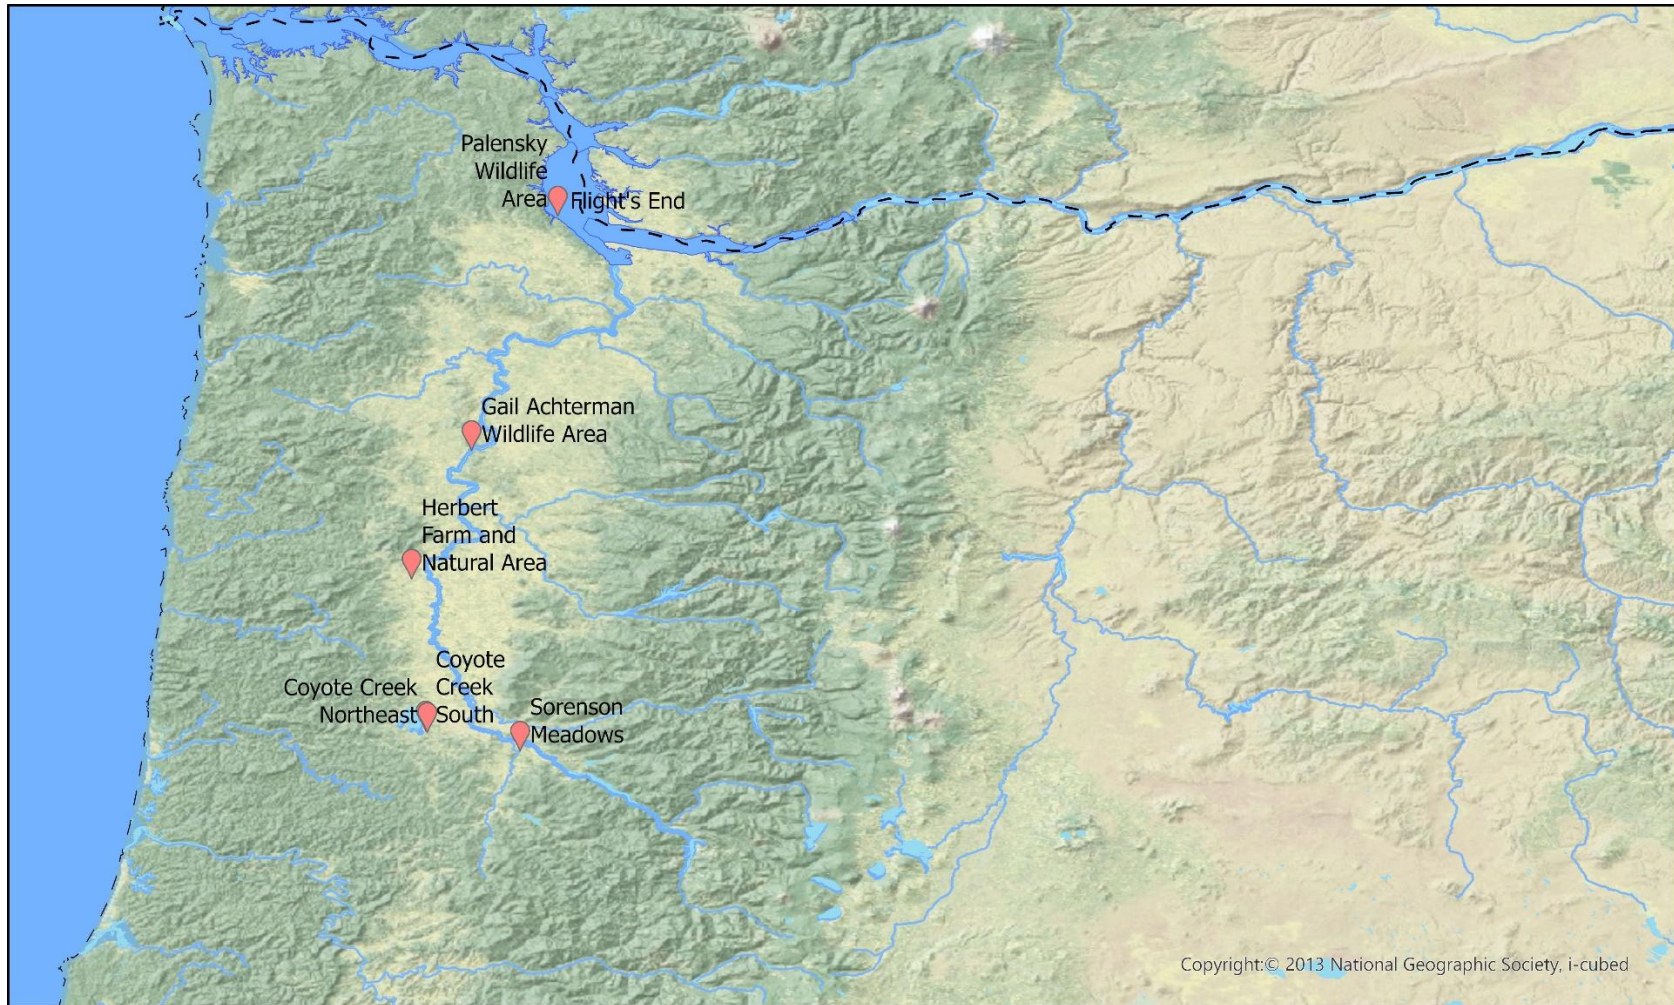 Palensky
Wildlife
Area
Flight's End
Gail Achterman
Wildlife Area
Herbert
Farm and
Natural Area
Coyote Creek
Northeast
Coyote
Creek
South
Sorenson
Meadows
Copyright:© 2013 National Geographic Society, i-cubed